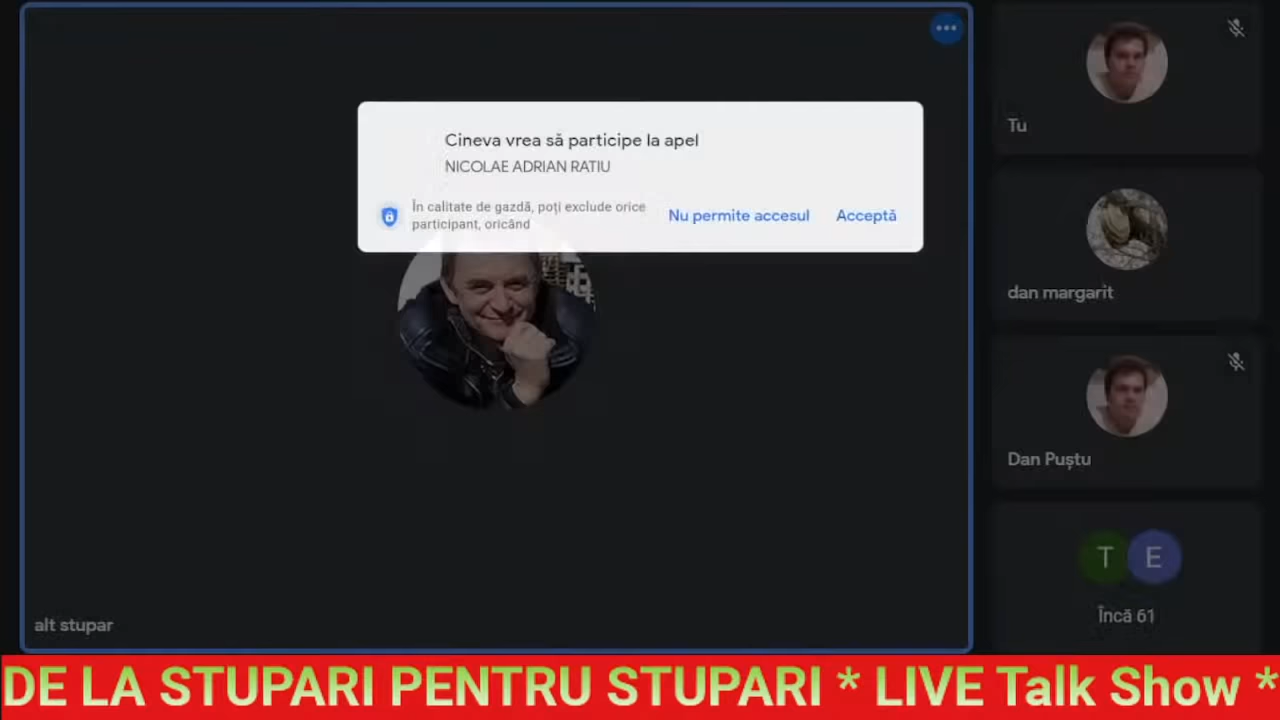 Cineva vrea să participe la apel
NICOLAE ADRIAN RATIU
În calitate de gazdă, poți exclude orice
participant, oricând
Nu permite accesul
Acceptă
alt stupar
Tu
dan margarit
Dan Puștu
T E
Încă 61
DE LA STUPARI PENTRU STUPARI * LIVE Talk Show *